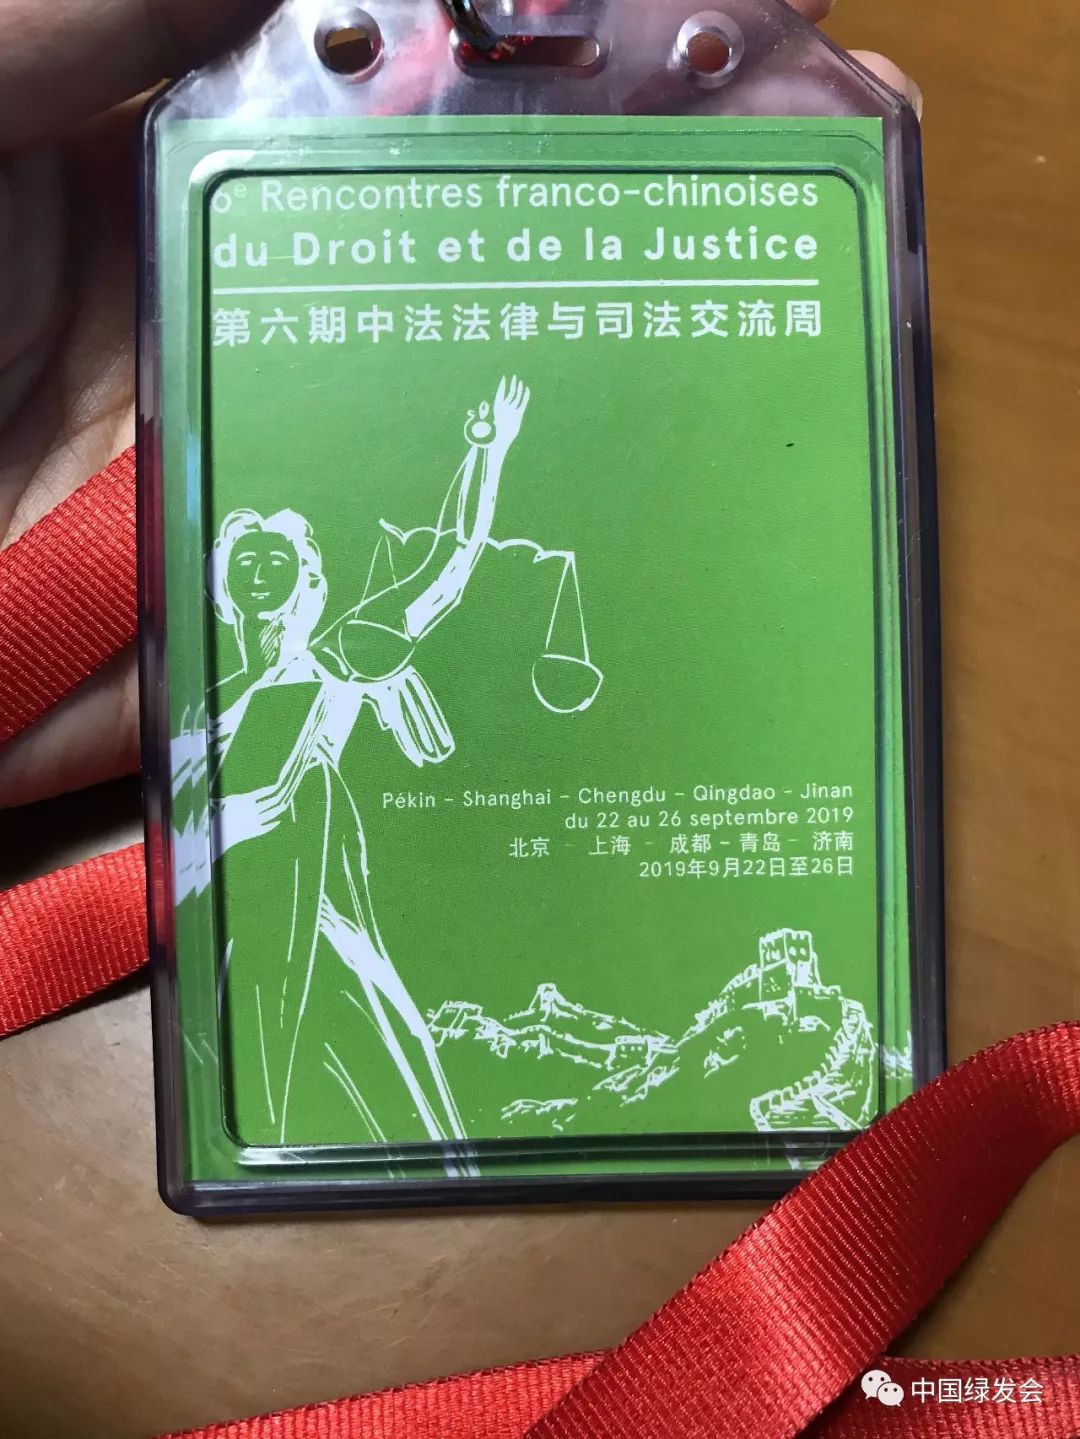 6e Rencontres franco-chinoises
du Droit et de la Justice
第六期中法法律与司法交流周
Pékin - Shanghai - Chengdu - Qingdao - Jinan
du 22 au 26 septembre 2019
北京 - 上海 - 成都 - 青岛 - 济南
2019年9月22日至26日
中国绿发会